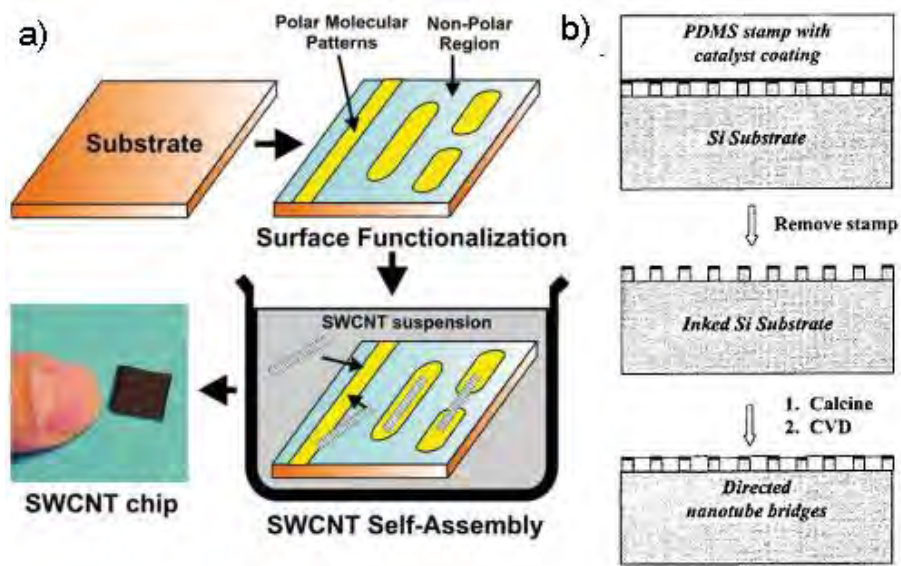 a)
Polar Molecular
Patterns
Non-Polar
Region
Substrate
Surface Functionalization
SWCNT suspension
SWCNT chip
SWCNT Self-Assembly
b)
PDMS stamp with
catalyst coating
Si Substrate
Remove stamp
Inked Si Substrate
1. Calcine
2. CVD
Directed
nanotube bridges